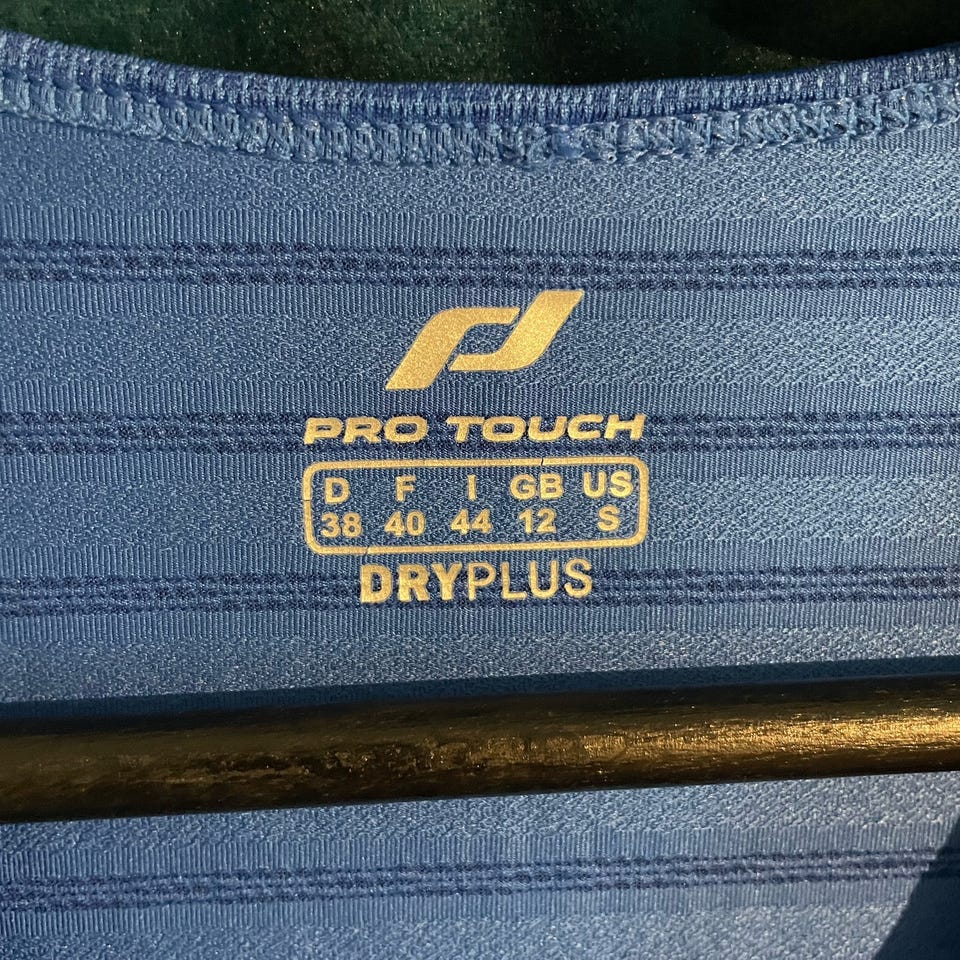 PRO TOUCH
D F I GB US
38 40 44 12 S
DRYPLUS